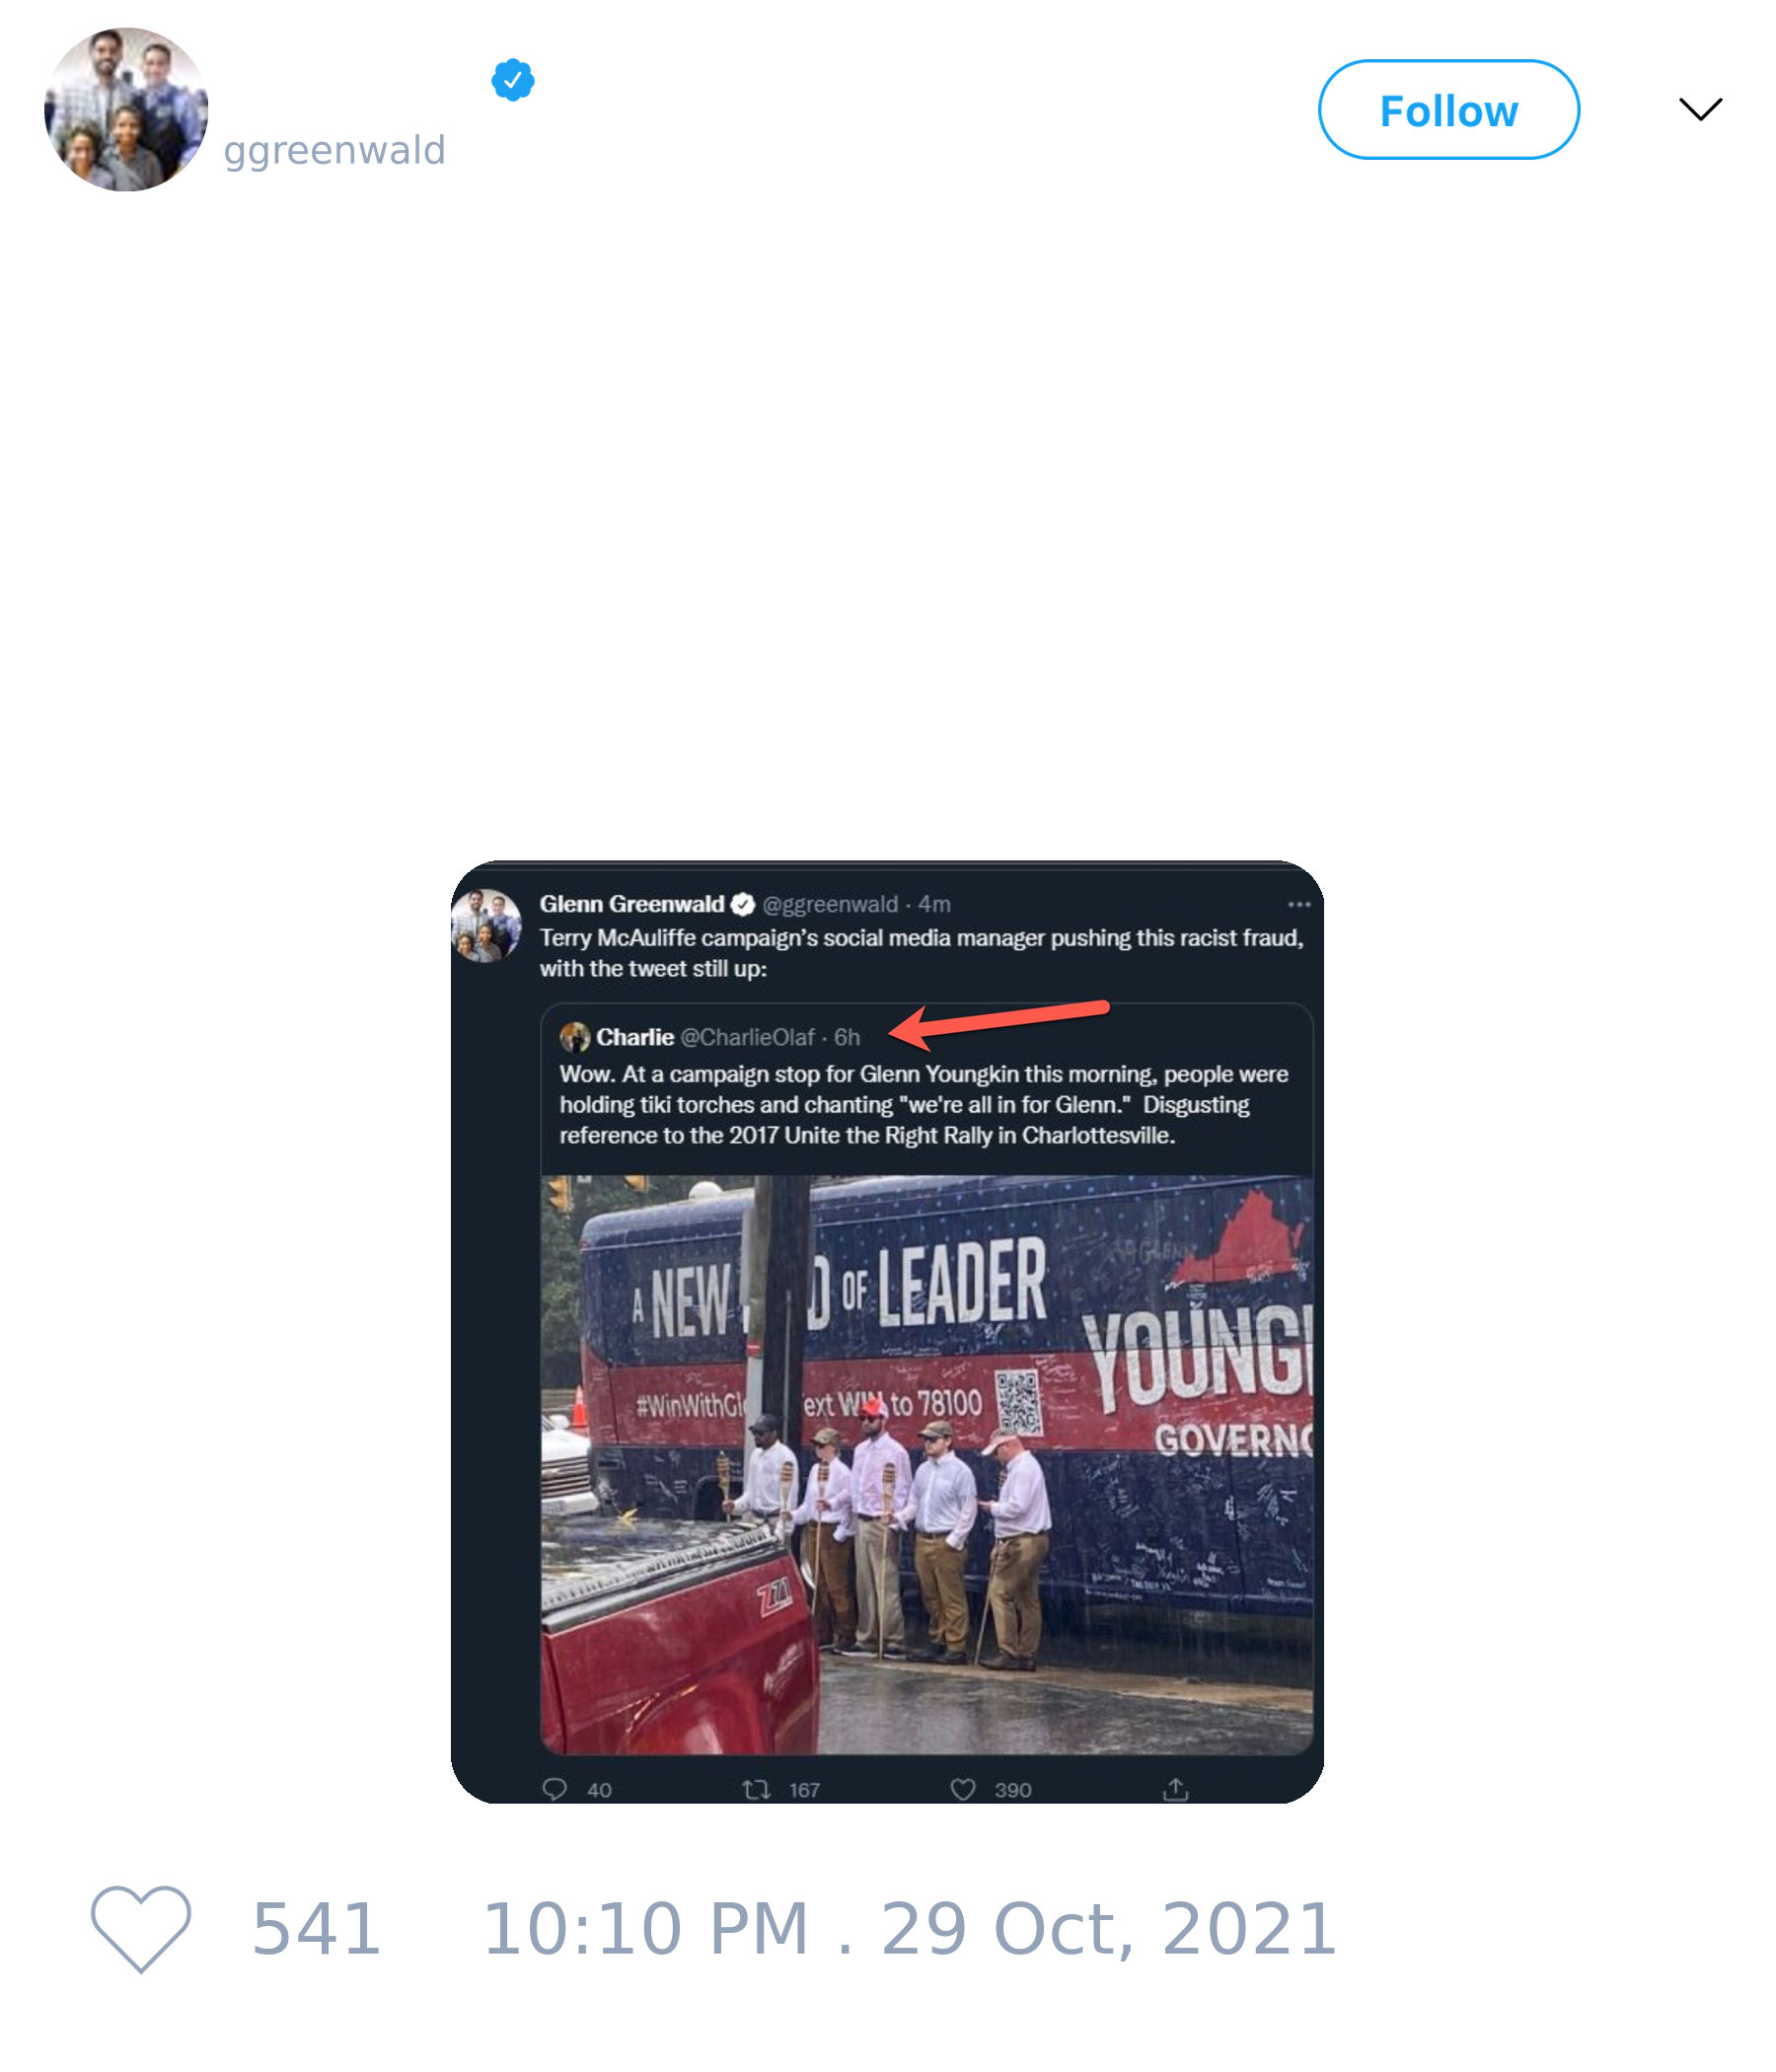 ggreenwald
Follow
Glenn Greenwald @ggreenwald · 4m
Terry McAuliffe campaign’s social media manager pushing this racist fraud,
with the tweet still up:
Charlie @CharlieOlaf · 6h
Wow. At a campaign stop for Glenn Youngkin this morning, people were
holding tiki torches and chanting "we're all in for Glenn." Disgusting
reference to the 2017 Unite the Right Rally in Charlottesville.
A NEW D OF LEADER
YOUNG
#WinWithGl ext WIN to 78100
GOVERNO
Z71
40 167 390
541 10:10 PM . 29 Oct, 2021